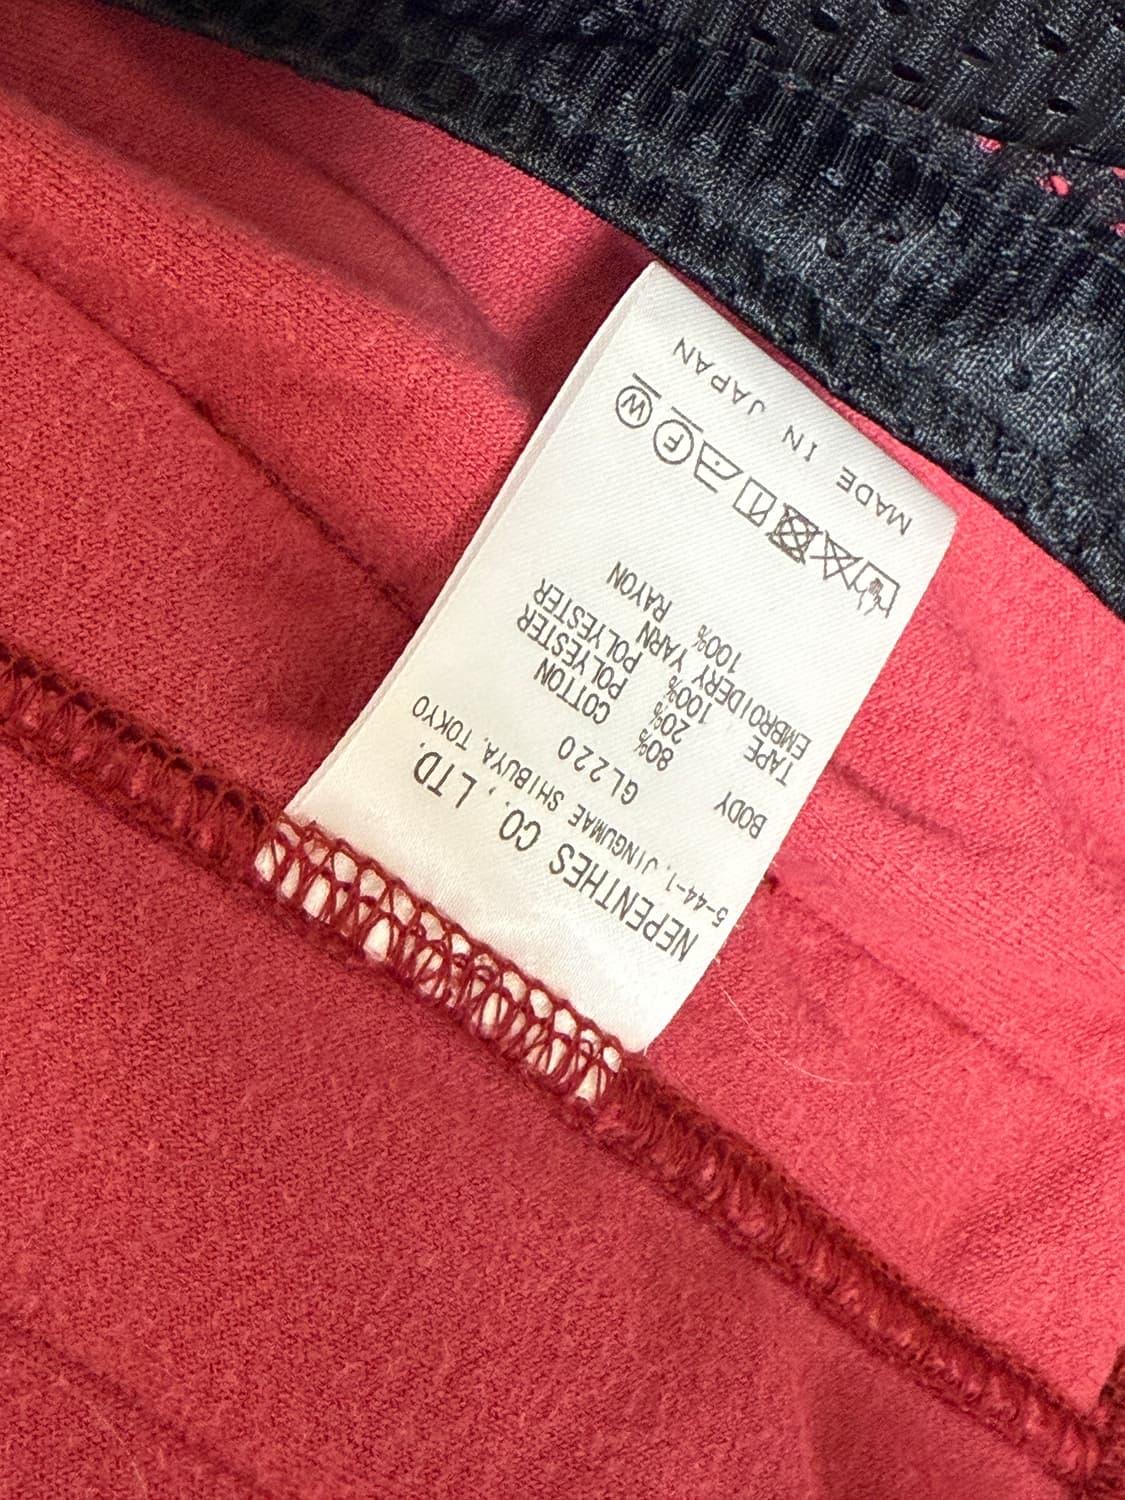 NEPENTHES CO., LTD.
5-44-1, JINGUMAE SHIBUYA, TOKYO
GL220
BODY 80% COTTON
20% POLYESTER
TAPE 100% POLYESTER
EMBROIDERY YARN
100% RAYON
F
W
MADE IN JAPAN